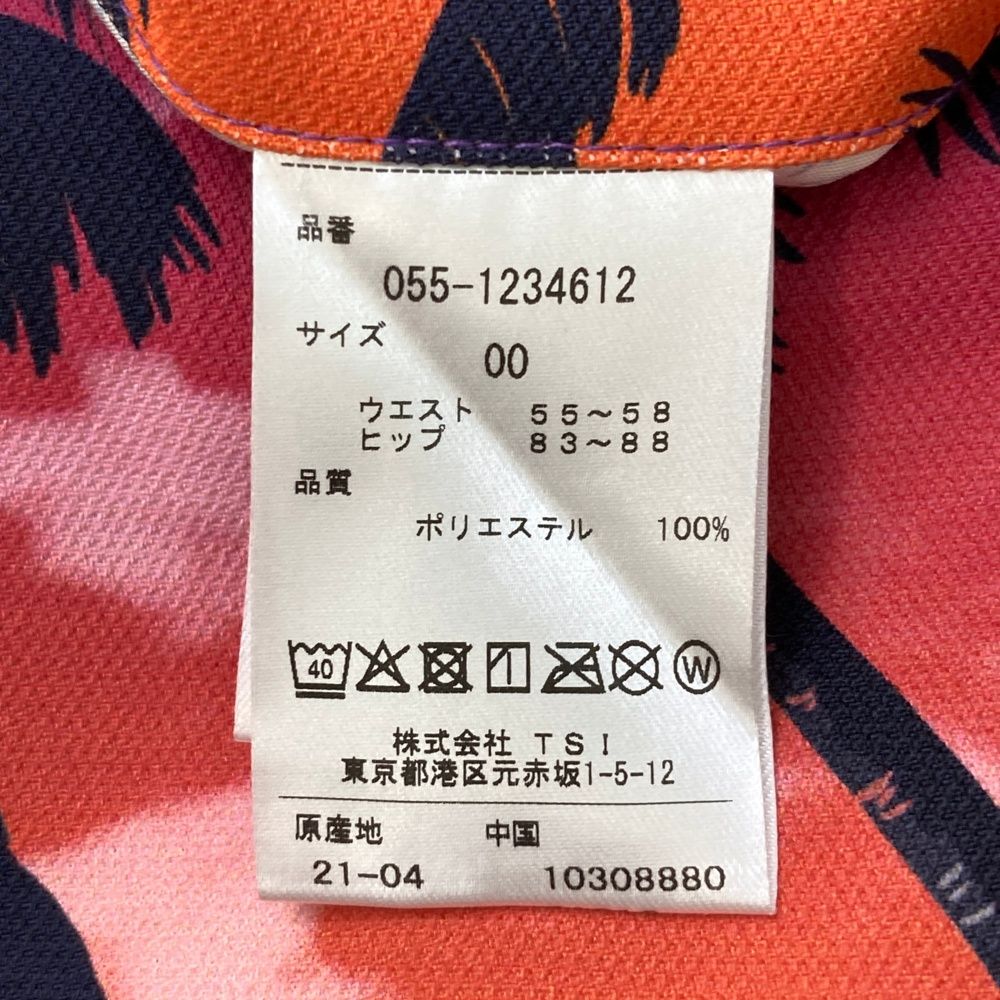 品番
055-1234612
サイズ
00
ウエスト 55〜58
ヒップ 83〜88
品質
ポリエステル 100%
40
W
株式会社 TSI
東京都港区元赤坂1-5-12
原産地 中国
21-04 10308880